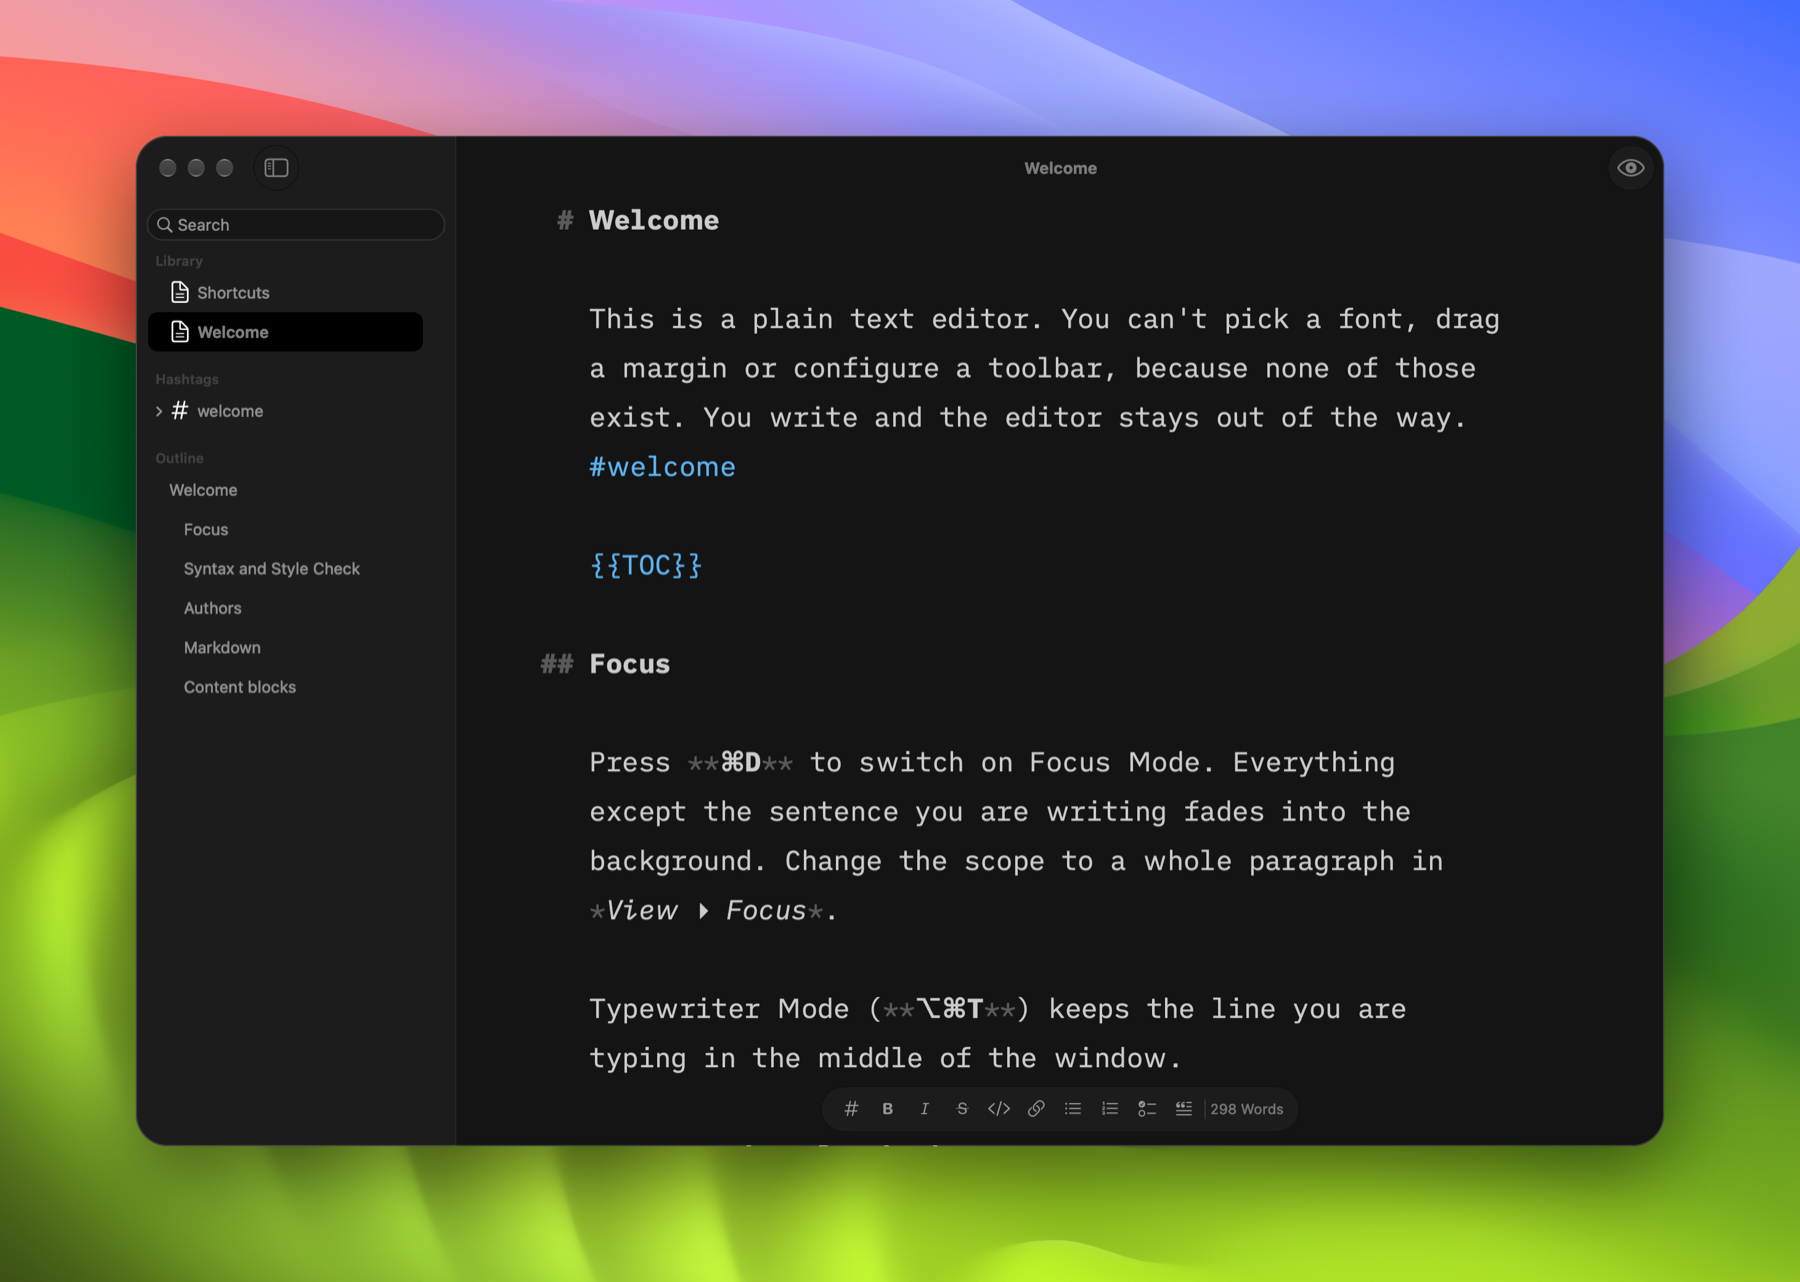 Welcome
Search
Library
Shortcuts
Welcome
Hashtags
# welcome
Outline
Welcome
Focus
Syntax and Style Check
Authors
Markdown
Content blocks
# Welcome
This is a plain text editor. You can't pick a font, drag
a margin or configure a toolbar, because none of those
exist. You write and the editor stays out of the way.
#welcome
{{TOC}}
## Focus
Press **⌘D** to switch on Focus Mode. Everything
except the sentence you are writing fades into the
background. Change the scope to a whole paragraph in
*View ▸ Focus*.
Typewriter Mode (**⌥⌘T**) keeps the line you are
typing in the middle of the window.
# B I S </> 298 Words